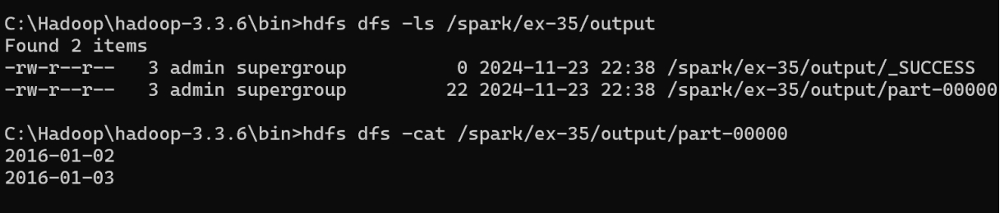 C:\Hadoop\hadoop-3.3.6\bin>hdfs dfs -ls /spark/ex-35/output
Found 2 items
-rw-r--r--   3 admin supergroup          0 2024-11-23 22:38 /spark/ex-35/output/_SUCCESS
-rw-r--r--   3 admin supergroup         22 2024-11-23 22:38 /spark/ex-35/output/part-00000
C:\Hadoop\hadoop-3.3.6\bin>hdfs dfs -cat /spark/ex-35/output/part-00000
2016-01-02
2016-01-03